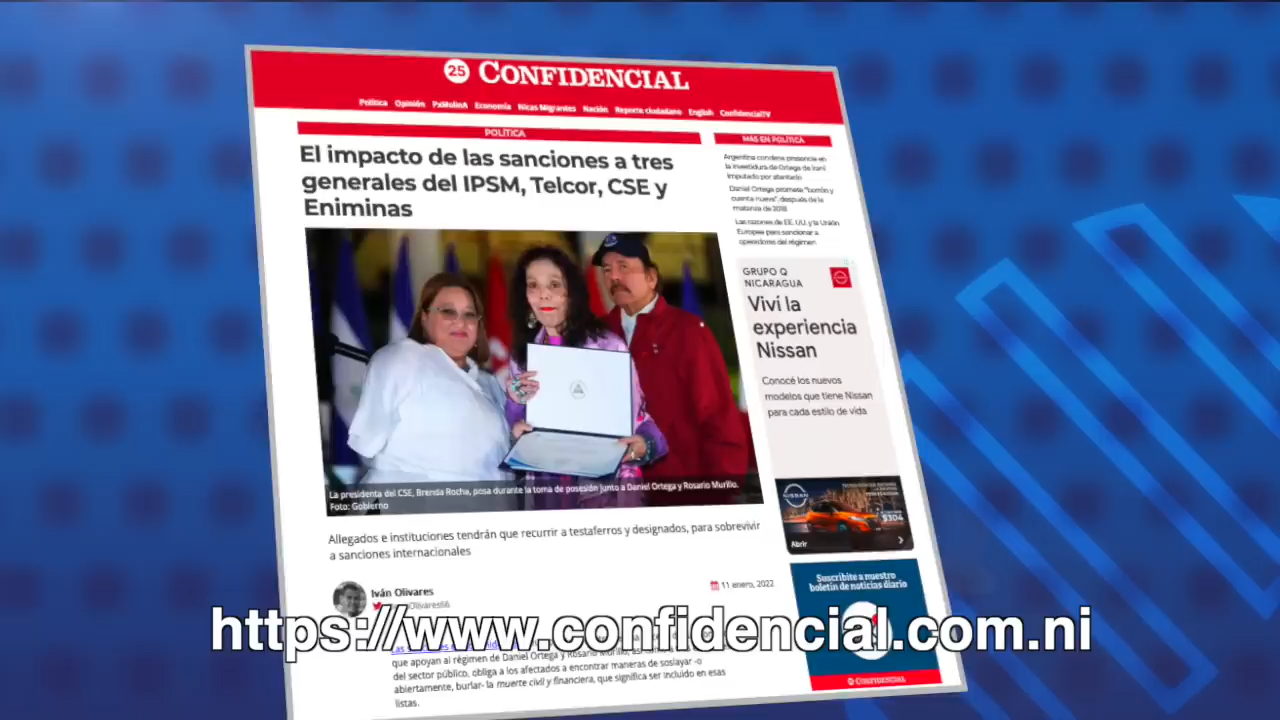 25 CONFIDENCIAL
Política Opinión PxMolinA Economía Nicas Migrantes Nación Reporte ciudadano English ConfidencialTV
POLÍTICA
El impacto de las sanciones a tres
generales del IPSM, Telcor, CSE y
Eniminas
La presidenta del CSE, Brenda Rocha, posa durante la toma de posesión junto a Daniel Ortega y Rosario Murillo.
Foto: Gobierno
Allegados e instituciones tendrán que recurrir a testaferros y designados, para sobrevivir
a sanciones internacionales
Iván Olivares
11 enero, 2022
que apoyan al régimen de Daniel Ortega y Rosario Murillo,
del sector público, obliga a los afectados a encontrar maneras de soslayar -o
abiertamente, burlar- la muerte civil y financiera, que significa ser incluido en esas
listas.
MÁS EN POLÍTICA
Argentina condena presencia en
la investidura de Ortega de iraní
imputado por atentado
Daniel Ortega promete "borrón y
cuenta nueva", después de la
matanza de 2018
Las razones de EE. UU. y la Unión
Europea para sancionar a
operadores del régimen
GRUPO Q
NICARAGUA
Viví la
experiencia
Nissan
Conocé los nuevos
modelos que tiene Nissan
para cada estilo de vida
NISSAN
$304
Abrir
Suscribite a nuestro
boletín de noticias diario
CONFIDENCIAL
https://www.confidencial.com.ni